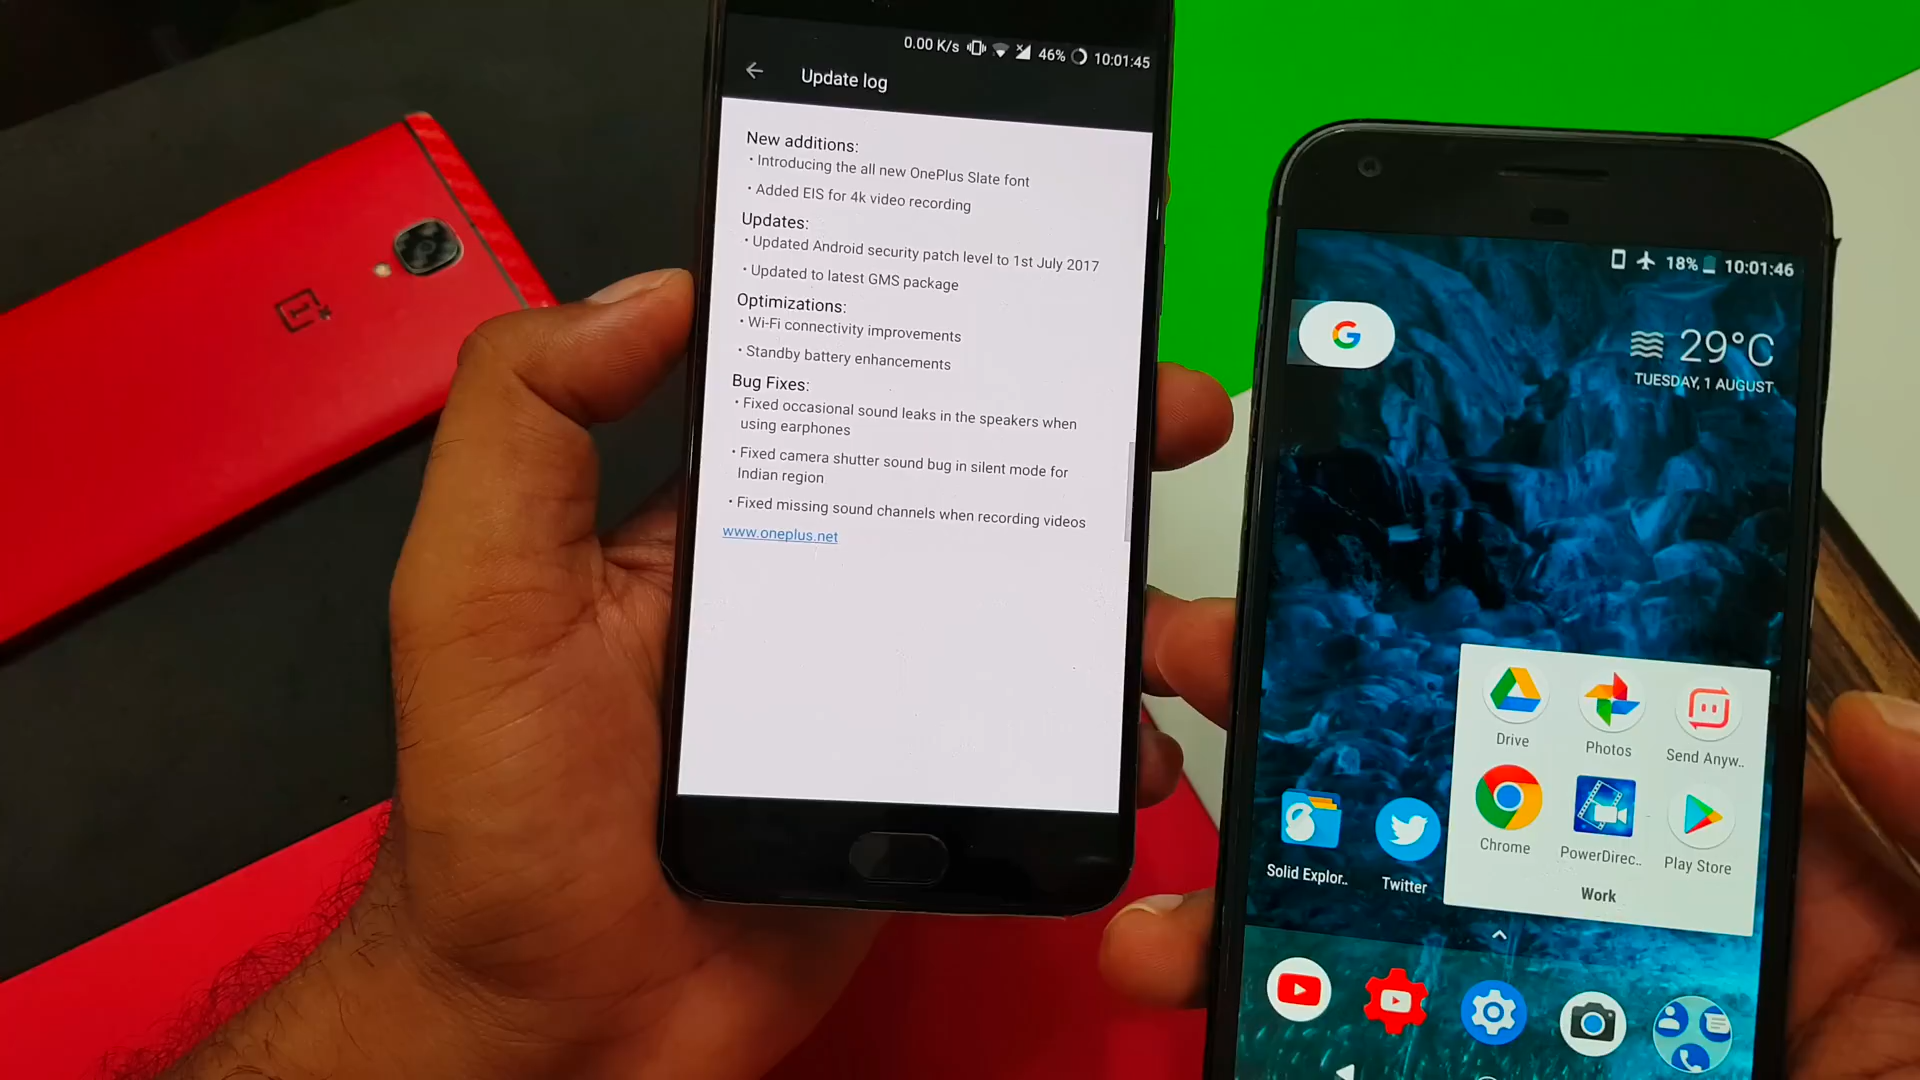 0.00 K/s 46% 10:01:45
Update log
New additions:
• Introducing the all new OnePlus Slate font
• Added EIS for 4k video recording
Updates:
• Updated Android security patch level to 1st July 2017
• Updated to latest GMS package
Optimizations:
• Wi-Fi connectivity improvements
• Standby battery enhancements
Bug Fixes:
• Fixed occasional sound leaks in the speakers when
using earphones
• Fixed camera shutter sound bug in silent mode for
Indian region
• Fixed missing sound channels when recording videos
www.oneplus.net
18% 10:01:46
G
29°C
TUESDAY, 1 AUGUST
Drive Photos Send Anyw..
Chrome PowerDirec.. Play Store
Solid Explor.. Twitter
Work